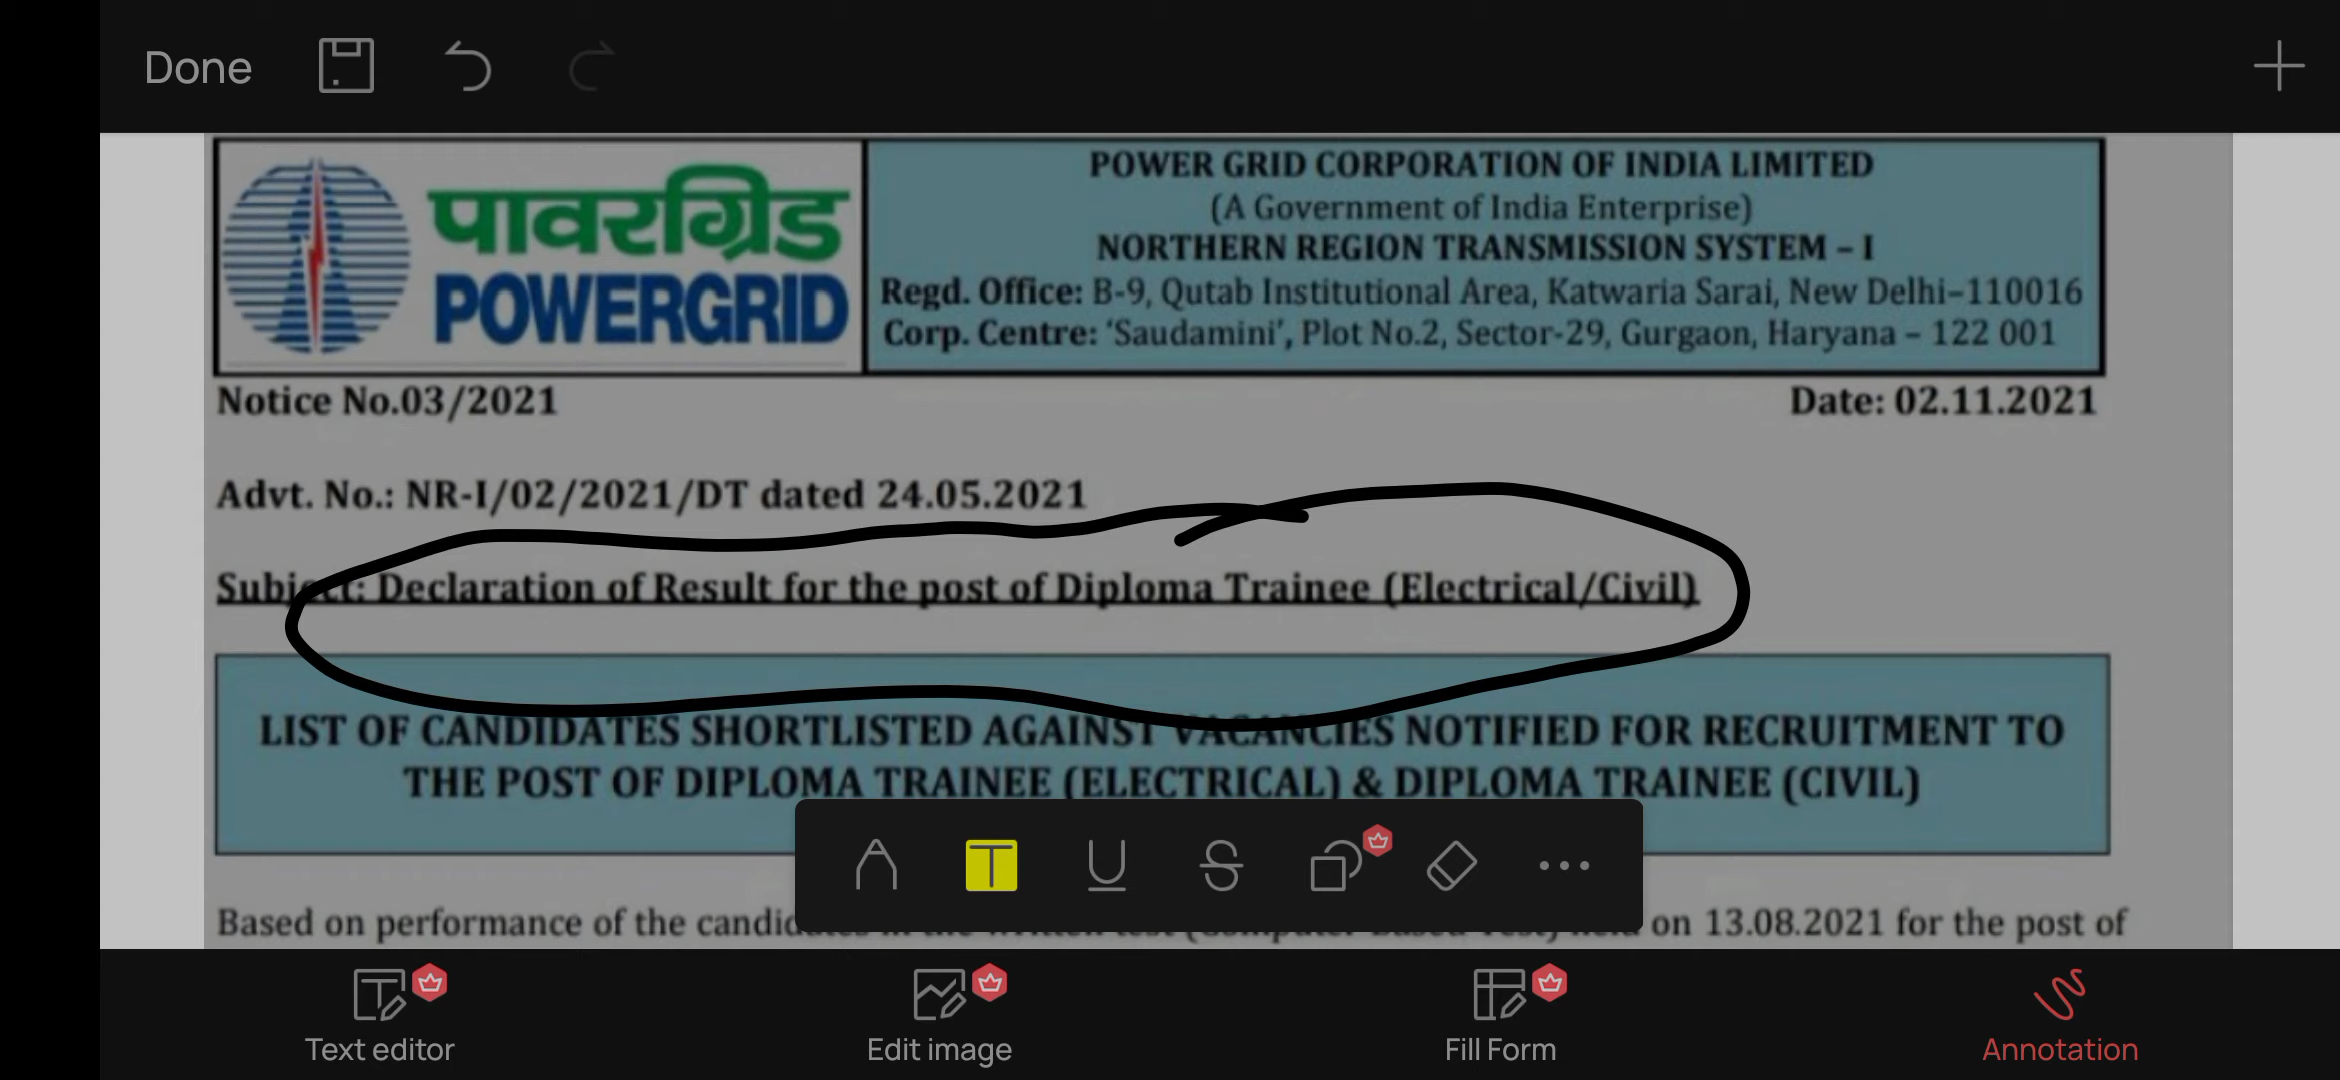 Done
पावरग्रिड
POWERGRID
POWER GRID CORPORATION OF INDIA LIMITED
(A Government of India Enterprise)
NORTHERN REGION TRANSMISSION SYSTEM – I
Regd. Office: B-9, Qutab Institutional Area, Katwaria Sarai, New Delhi–110016
Corp. Centre: ‘Saudamini’, Plot No.2, Sector-29, Gurgaon, Haryana – 122 001
Notice No.03/2021
Date: 02.11.2021
Advt. No.: NR-I/02/2021/DT dated 24.05.2021
Subject: Declaration of Result for the post of Diploma Trainee (Electrical/Civil)
LIST OF CANDIDATES SHORTLISTED AGAINST VACANCIES NOTIFIED FOR RECRUITMENT TO
THE POST OF DIPLOMA TRAINEE (ELECTRICAL) & DIPLOMA TRAINEE (CIVIL)
Based on performance of the on 13.08.2021 for the post of
Text editor
Edit image
Fill Form
Annotation